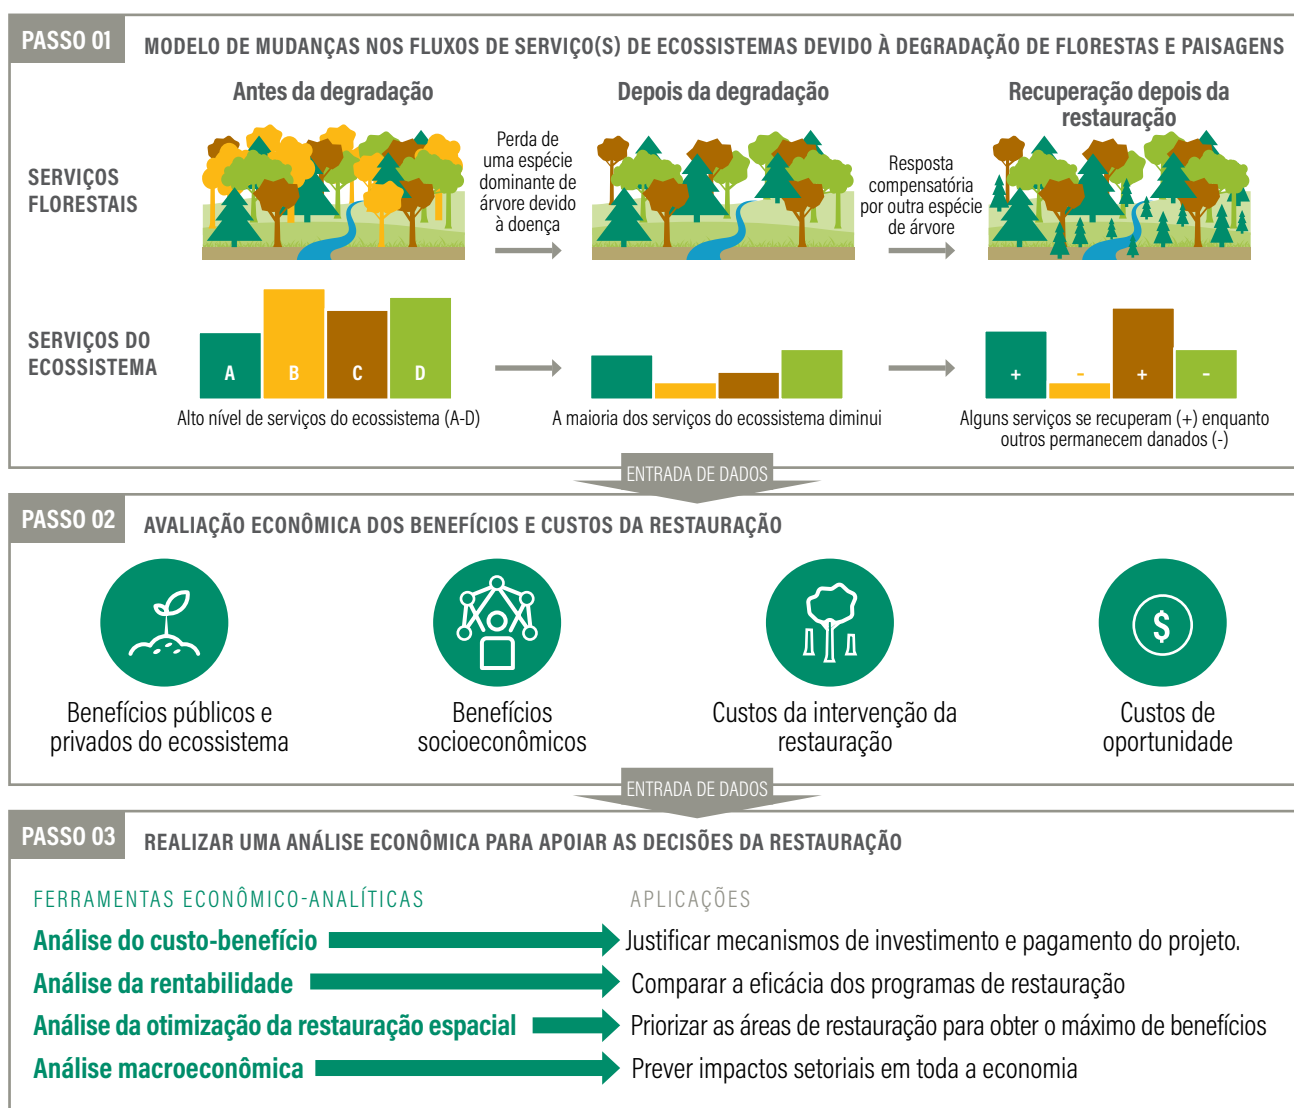 PASSO 01
MODELO DE MUDANÇAS NOS FLUXOS DE SERVIÇO(S) DE ECOSSISTEMAS DEVIDO À DEGRADAÇÃO DE FLORESTAS E PAISAGENS
Antes da degradação
Depois da degradação
Recuperação depois da
restauração
SERVIÇOS
FLORESTAIS
Perda de
uma espécie
dominante de
árvore devido
à doença
Resposta
compensatória
por outra espécie
de árvore
SERVIÇOS DO
ECOSSISTEMA
A
B
C
D
+
-
+
-
Alto nível de serviços do ecossistema (A-D)
A maioria dos serviços do ecossistema diminui
Alguns serviços se recuperam (+) enquanto
outros permanecem danados (-)
ENTRADA DE DADOS
PASSO 02
AVALIAÇÃO ECONÔMICA DOS BENEFÍCIOS E CUSTOS DA RESTAURAÇÃO
$
Benefícios públicos e
privados do ecossistema
Benefícios
socioeconômicos
Custos da intervenção da
restauração
Custos de
oportunidade
ENTRADA DE DADOS
PASSO 03
REALIZAR UMA ANÁLISE ECONÔMICA PARA APOIAR AS DECISÕES DA RESTAURAÇÃO
FERRAMENTAS ECONÔMICO-ANALÍTICAS
APLICAÇÕES
Análise do custo-benefício
Justificar mecanismos de investimento e pagamento do projeto.
Análise da rentabilidade
Comparar a eficácia dos programas de restauração
Análise da otimização da restauração espacial
Priorizar as áreas de restauração para obter o máximo de benefícios
Análise macroeconômica
Prever impactos setoriais em toda a economia